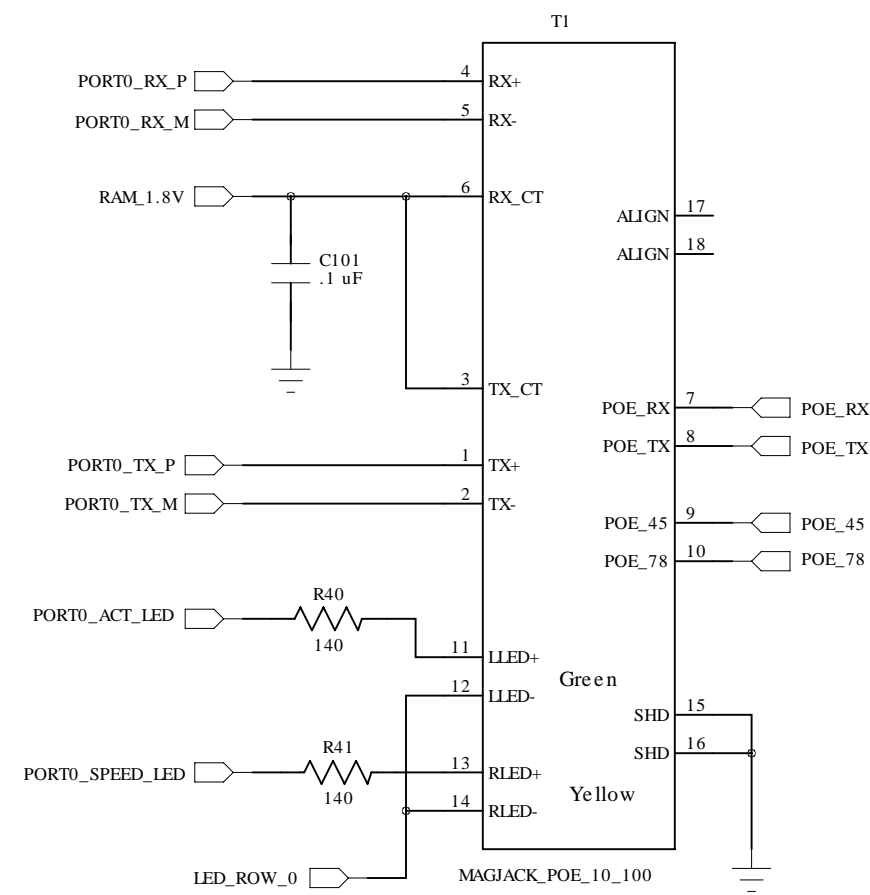 T1
PORT0_RX_P
4
RX+
PORT0_RX_M
5
RX-
RAM_1.8V
6
RX_CT
ALIGN
17
ALIGN
18
C101
.1 uF
3
TX_CT
POE_RX
7
POE_RX
POE_TX
8
POE_TX
PORT0_TX_P
1
TX+
PORT0_TX_M
2
TX-
POE_45
9
POE_45
POE_78
10
POE_78
R40
PORT0_ACT_LED
140
11
LLED+
Green
12
LLED-
SHD
15
SHD
16
R41
PORT0_SPEED_LED
140
13
RLED+
Yellow
14
RLED-
LED_ROW_0
MAGJACK_POE_10_100